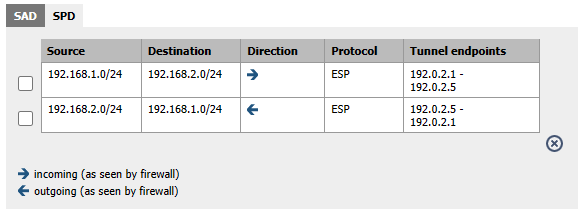 SAD SPD
Source Destination Direction Protocol Tunnel endpoints
192.168.1.0/24 192.168.2.0/24 ESP 192.0.2.1 -
192.0.2.5
192.168.2.0/24 192.168.1.0/24 ESP 192.0.2.5 -
192.0.2.1
incoming (as seen by firewall)
outgoing (as seen by firewall)